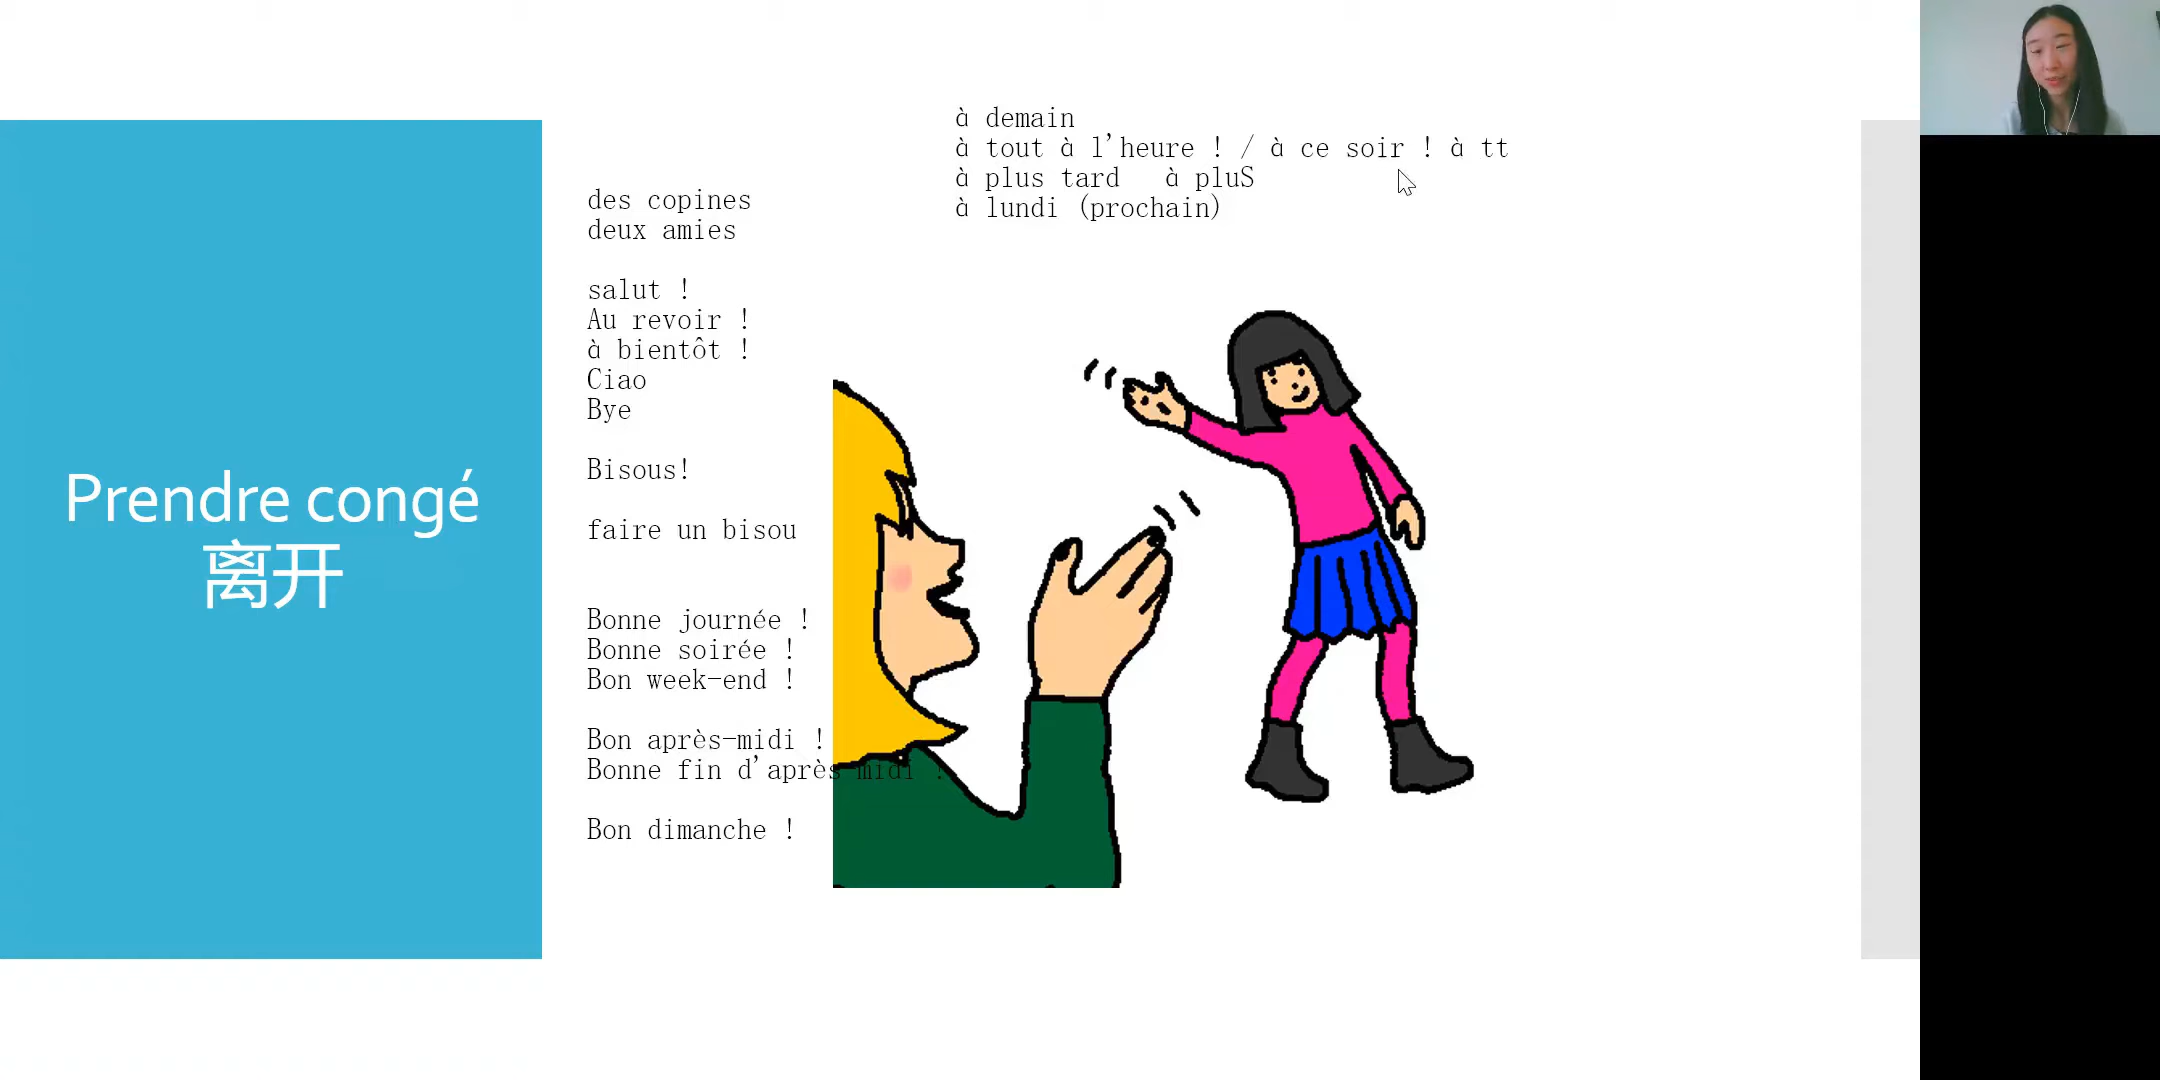 Prendre congé
离开
des copines
deux amies
salut !
Au revoir !
à bientôt !
Ciao
Bye
Bisous!
faire un bisou
Bonne journée !
Bonne soirée !
Bon week-end !
Bon après-midi !
Bonne fin d'après-midi !
Bon dimanche !
à demain
à tout à l'heure ! / à ce soir ! à tt
à plus tard à pluS
à lundi (prochain)